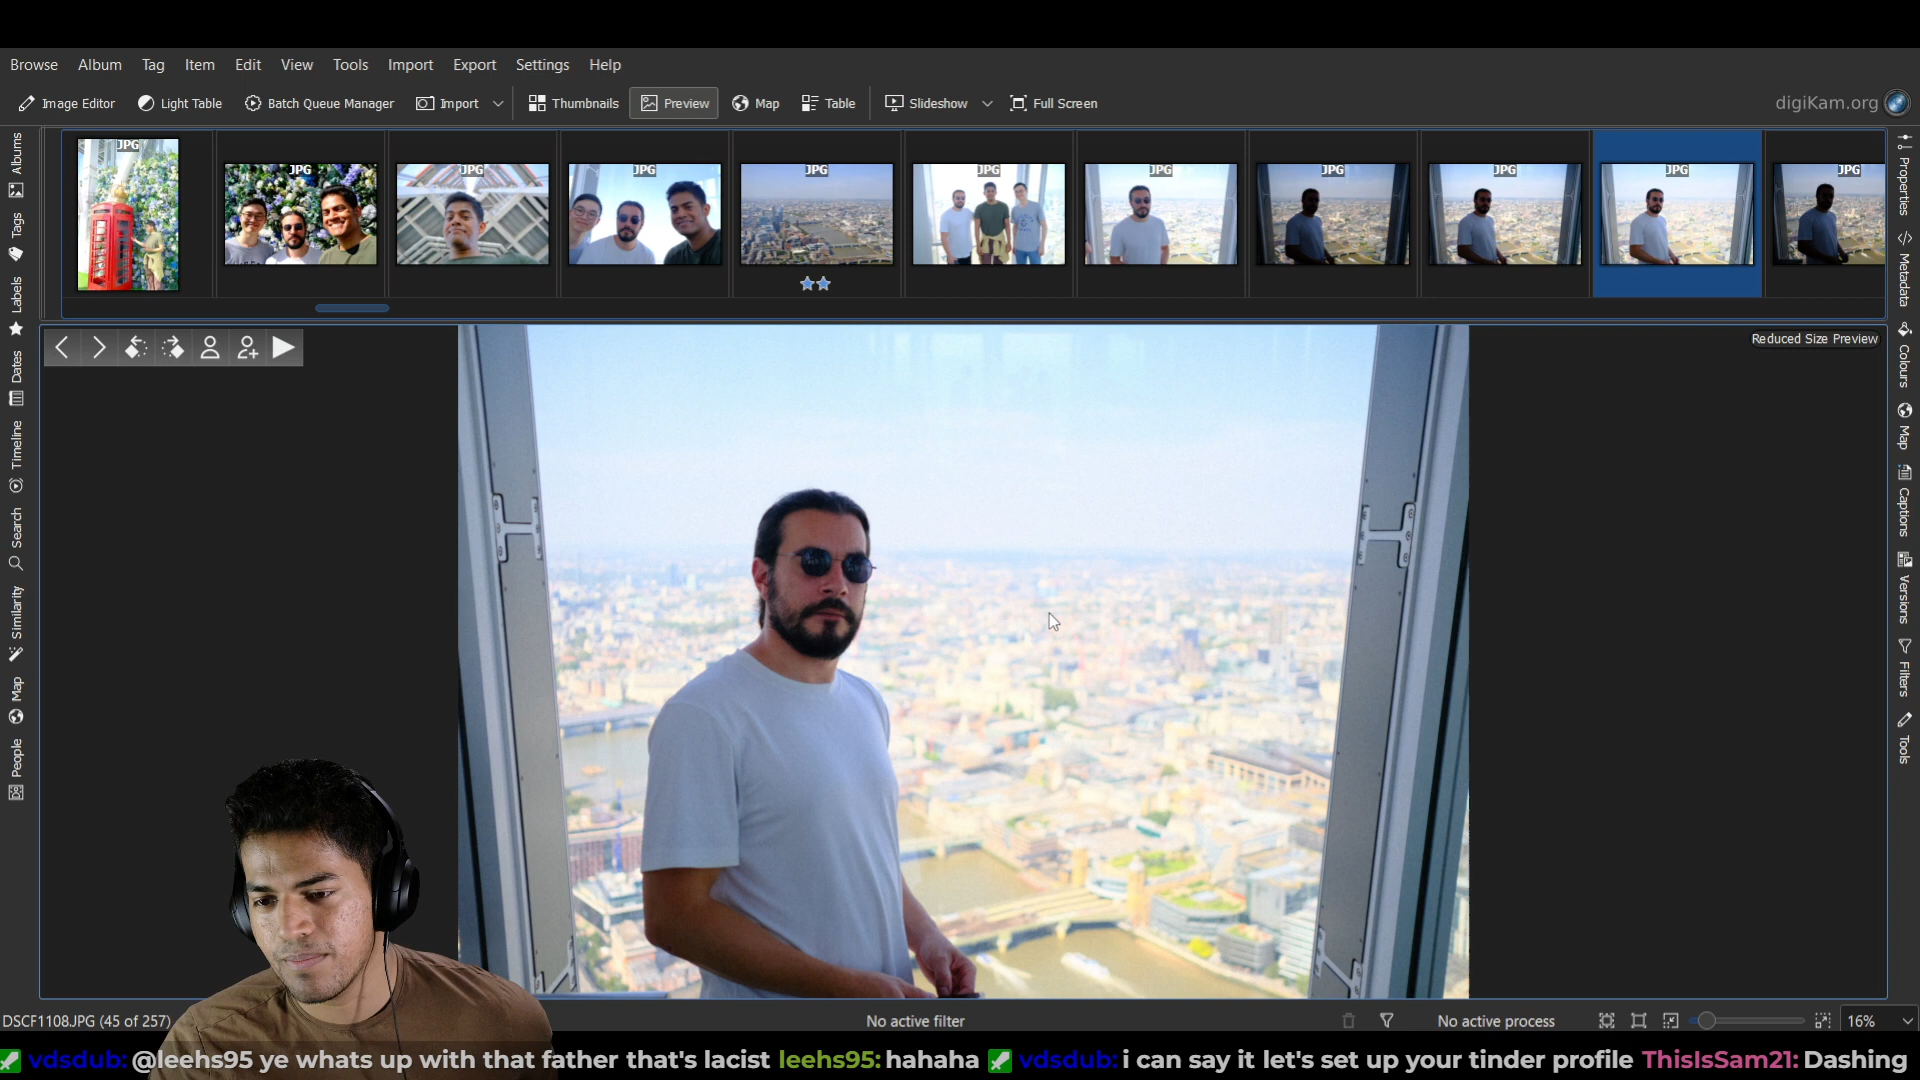 Browse Album Tag Item Edit View Tools Import Export Settings Help
Image Editor Light Table Batch Queue Manager Import Thumbnails Preview Map Table Slideshow Full Screen digiKam.org
JPG JPG JPG JPG JPG JPG JPG JPG JPG JPG JPG
Albums
Tags
Labels
Dates
Timeline
Search
Similarity
Map
People
Properties
Metadata
Colours
Map
Captions
Versions
Filters
Tools
Reduced Size Preview
DSCF1108.JPG (45 of 257) No active filter No active process 16%
vdsdub: @leehs95 ye whats up with that father that's lacist leehs95: hahaha vdsdub: i can say it let's set up your tinder profile ThisIsSam21: Dashing